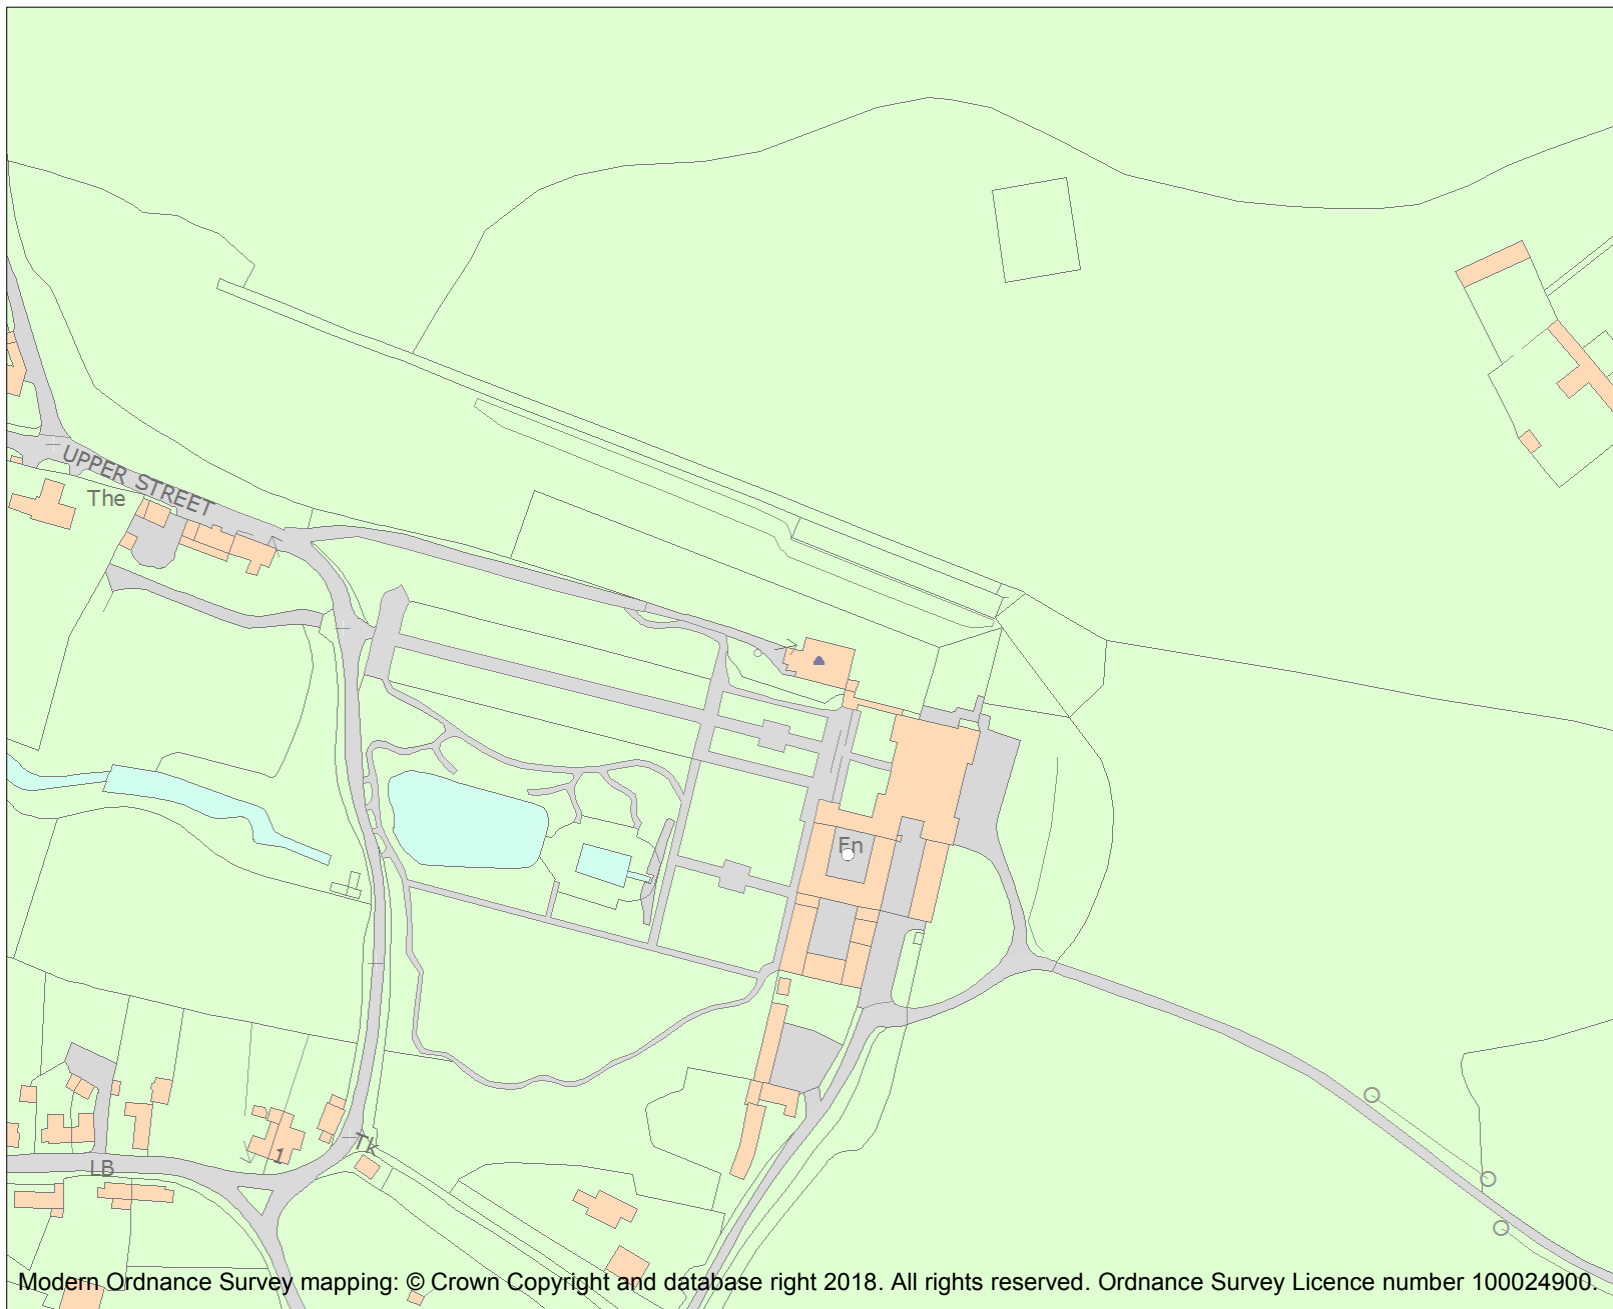 UPPER STREET
The
Fn
Tk
1
LB
Modern Ordnance Survey mapping: © Crown Copyright and database right 2018. All rights reserved. Ordnance Survey Licence number 100024900.